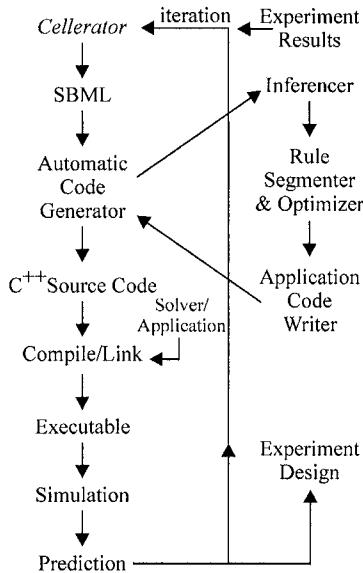 Cellerator
iteration
Experiment
Results
SBML
Inferencer
Automatic
Code
Generator
Rule
Segmenter
& Optimizer
C++Source Code
Application
Code
Writer
Solver/
Application
Compile/Link
Executable
Experiment
Design
Simulation
Prediction